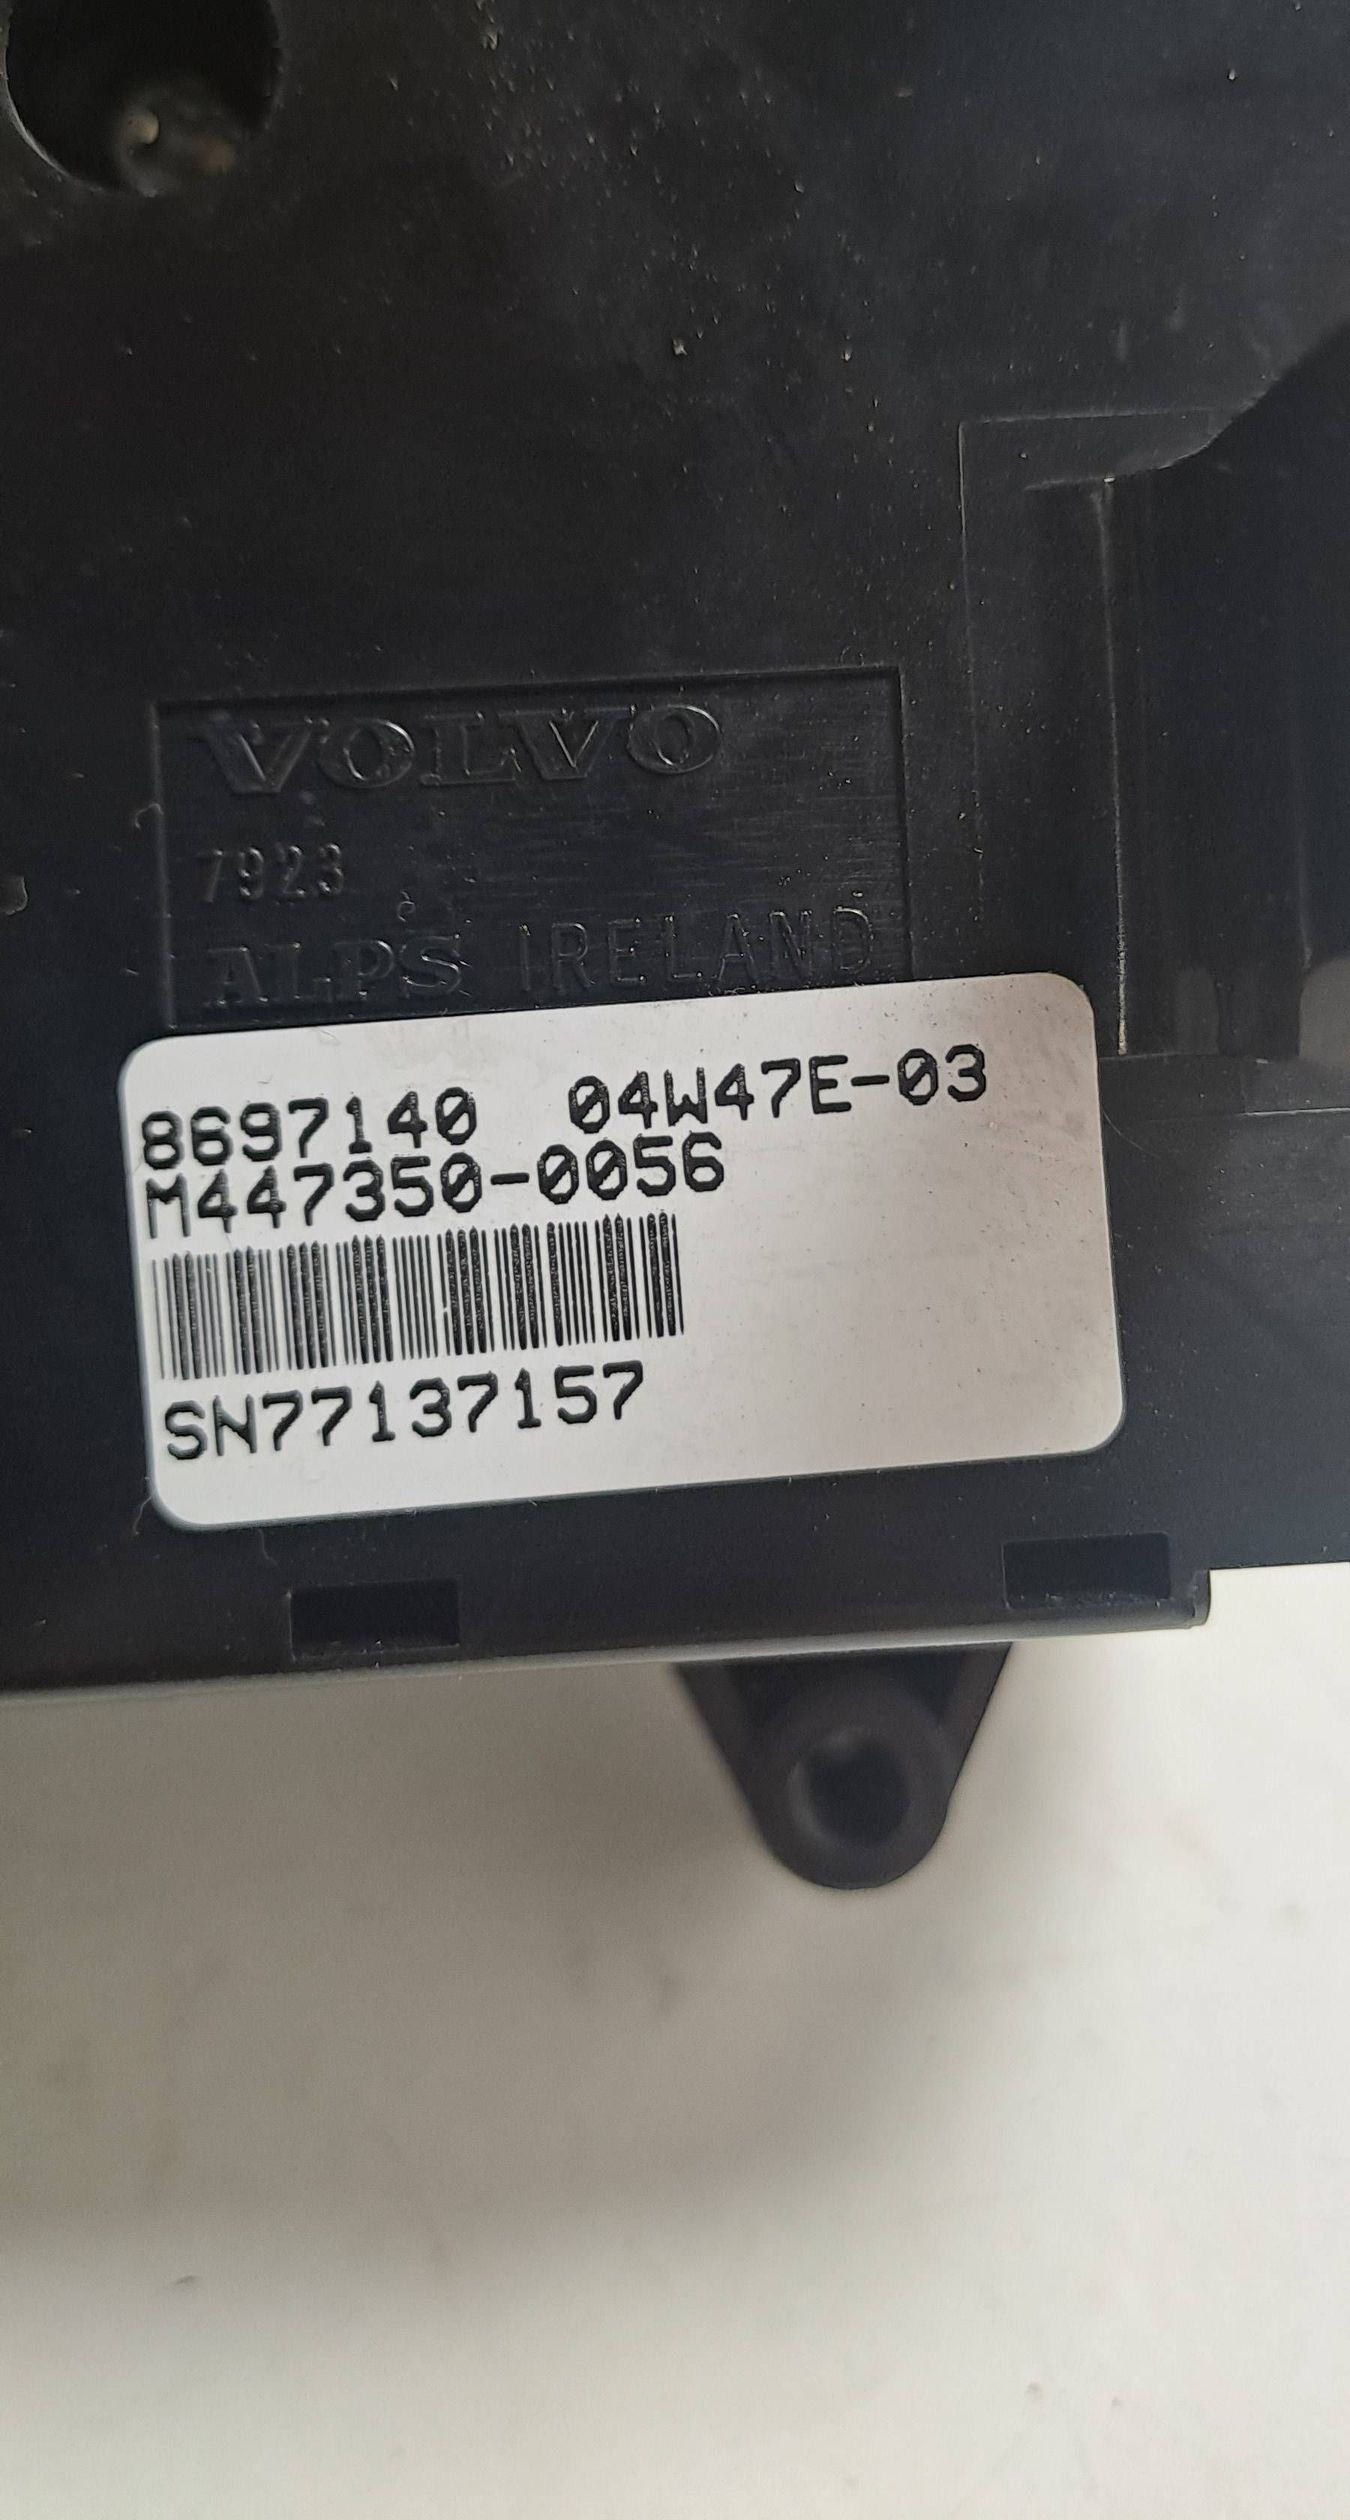 VOLVO
7923
ALPS IRELAND
8697140 04W47E-03
M447350-0056
SN77137157